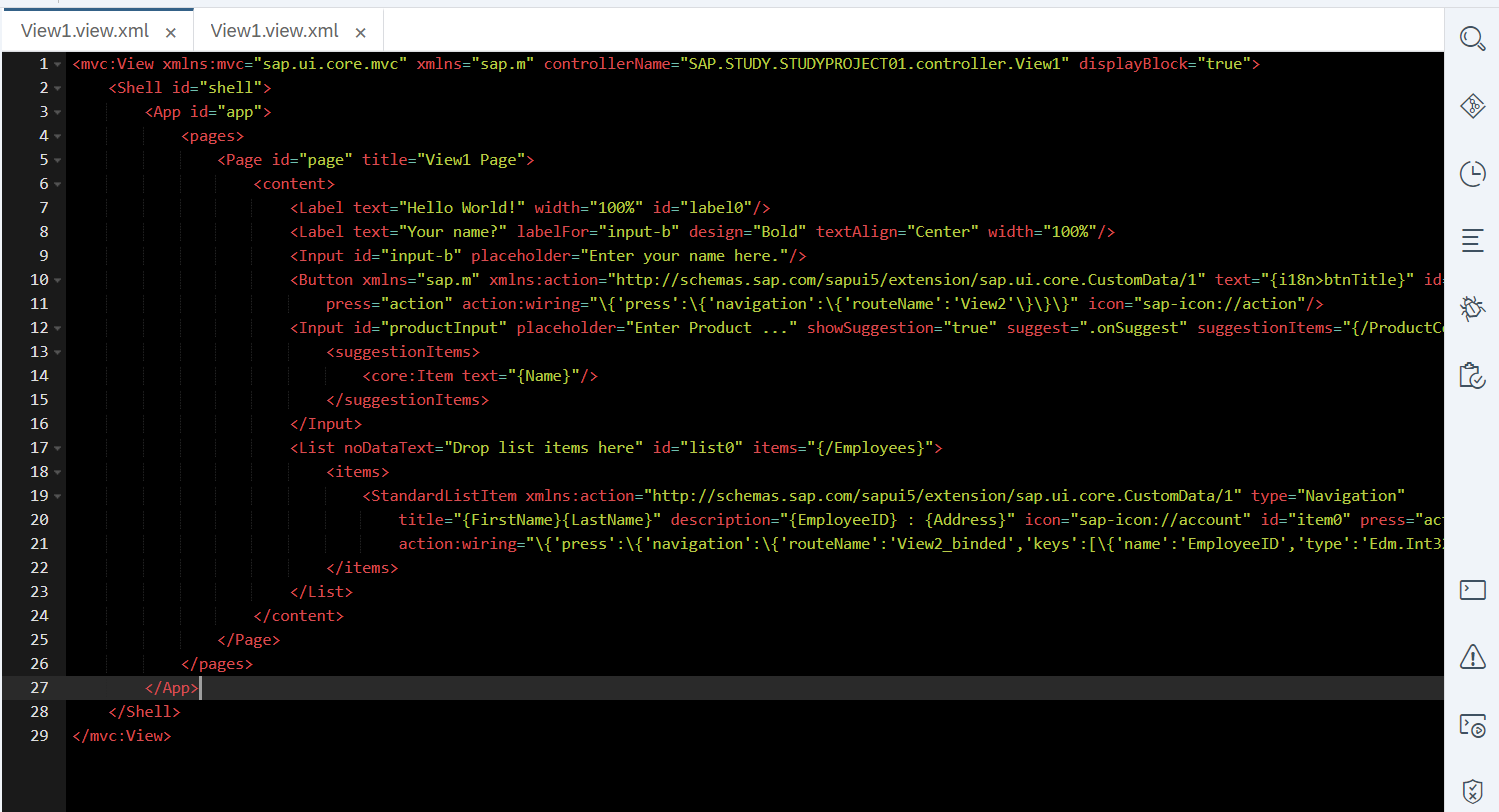 View1.view.xml × View1.view.xml ×
1 <mvc:View xmlns:mvc="sap.ui.core.mvc" xmlns="sap.m" controllerName="SAP.STUDY.STUDYPROJECT01.controller.View1" displayBlock="true">
2 <Shell id="shell">
3 <App id="app">
4 <pages>
5 <Page id="page" title="View1 Page">
6 <content>
7 <Label text="Hello World!" width="100%" id="label0"/>
8 <Label text="Your name?" labelFor="input-b" design="Bold" textAlign="Center" width="100%"/>
9 <Input id="input-b" placeholder="Enter your name here."/>
10 <Button xmlns="sap.m" xmlns:action="http://schemas.sap.com/sapui5/extension/sap.ui.core.CustomData/1" text="{i18n>btnTitle}" id=
11 press="action" action:wiring="\{'press':\{'navigation':\{'routeName':'View2'\}\}\}" icon="sap-icon://action"/>
12 <Input id="productInput" placeholder="Enter Product ..." showSuggestion="true" suggest=".onSuggest" suggestionItems="{/ProductCo
13 <suggestionItems>
14 <core:Item text="{Name}"/>
15 </suggestionItems>
16 </Input>
17 <List noDataText="Drop list items here" id="list0" items="{/Employees}">
18 <items>
19 <StandardListItem xmlns:action="http://schemas.sap.com/sapui5/extension/sap.ui.core.CustomData/1" type="Navigation"
20 title="{FirstName}{LastName}" description="{EmployeeID} : {Address}" icon="sap-icon://account" id="item0" press="act
21 action:wiring="\{'press':\{'navigation':\{'routeName':'View2_binded','keys':[\{'name':'EmployeeID','type':'Edm.Int32
22 </items>
23 </List>
24 </content>
25 </Page>
26 </pages>
27 </App>
28 </Shell>
29 </mvc:View>